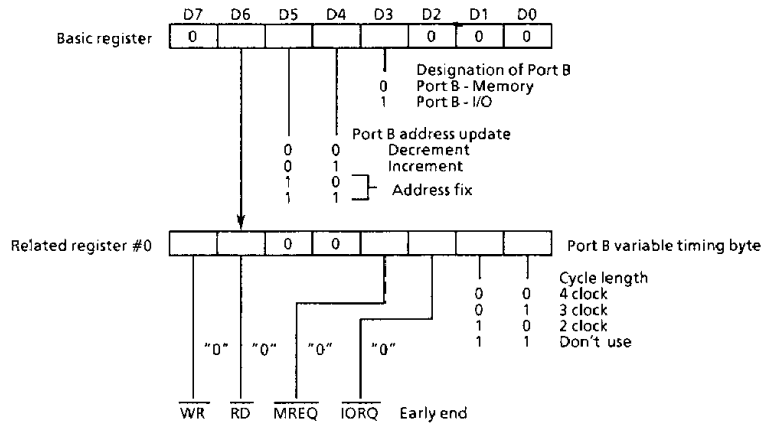 D7 D6 D5 D4 D3 D2 D1 D0
Basic register 0 0 0 0
Designation of Port B
0 Port B - Memory
1 Port B - I/O
Port B address update
0 0 Decrement
0 1 Increment
1 0
Address fix
1 1
Related register #0 0 0 Port B variable timing byte
Cycle length
0 0 4 clock
0 1 3 clock
1 0 2 clock
1 1 Don't use
"0" "0" "0" "0"
WR RD MREQ IORQ Early end